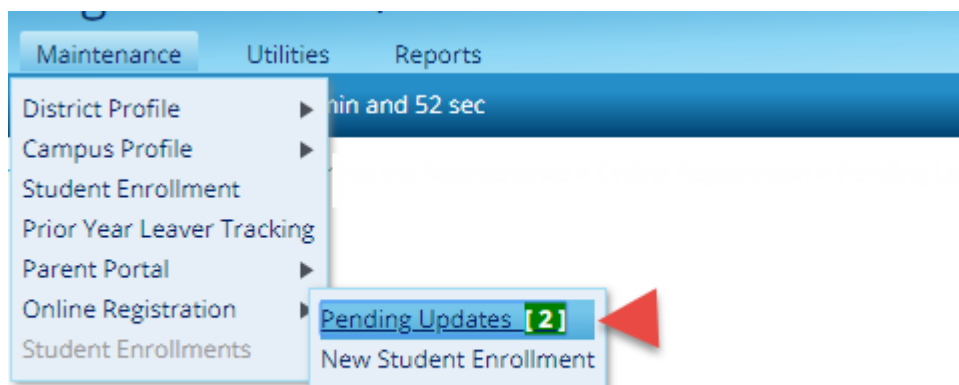 Maintenance Utilities Reports
min and 52 sec
District Profile
Campus Profile
Student Enrollment
Prior Year Leaver Tracking
Parent Portal
Online Registration
Pending Updates [2]
Student Enrollments
New Student Enrollment